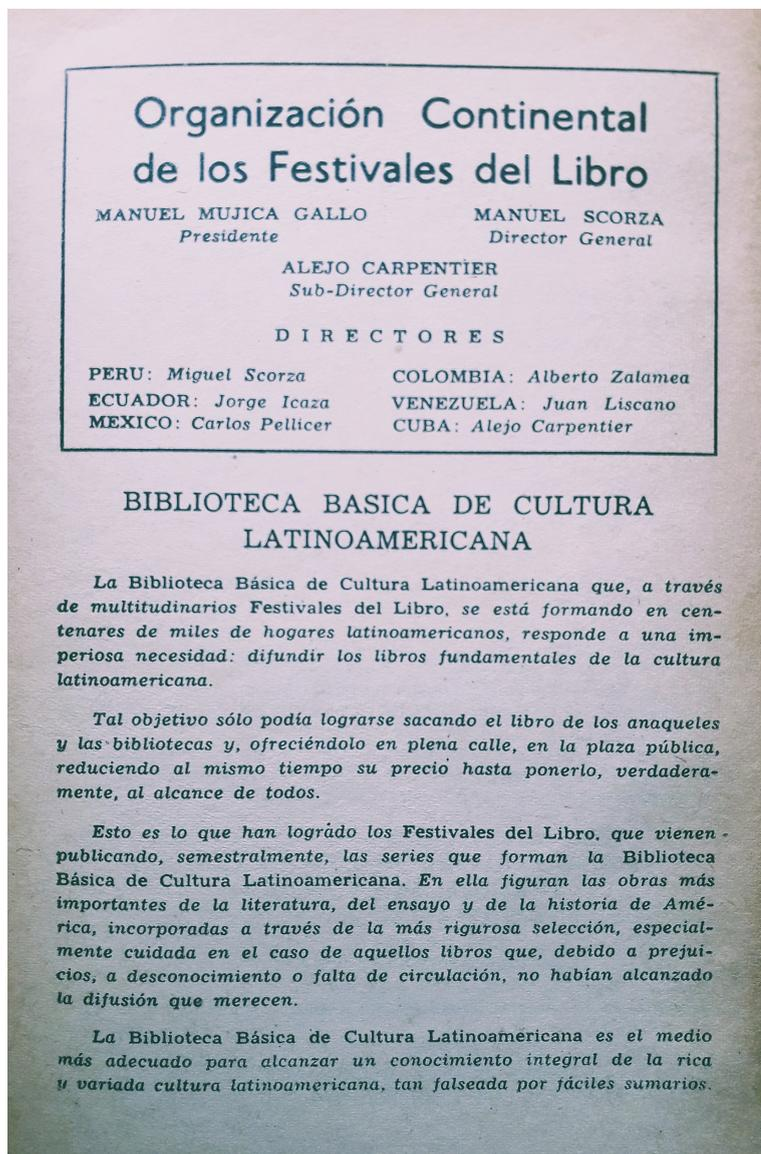 Organización Continental
de los Festivales del Libro
MANUEL MUJICA GALLO MANUEL SCORZA
Presidente Director General
ALEJO CARPENTIER
Sub-Director General
DIRECTORES
PERU: Miguel Scorza COLOMBIA: Alberto Zalamea
ECUADOR: Jorge Icaza VENEZUELA: Juan Liscano
MEXICO: Carlos Pellicer CUBA: Alejo Carpentier
BIBLIOTECA BASICA DE CULTURA
LATINOAMERICANA
La Biblioteca Básica de Cultura Latinoamericana que, a través
de multitudinarios Festivales del Libro, se está formando en cen-
tenares de miles de hogares latinoamericanos, responde a una im-
periosa necesidad: difundir los libros fundamentales de la cultura
latinoamericana.
Tal objetivo sólo podía lograrse sacando el libro de los anaqueles
y las bibliotecas y, ofreciéndolo en plena calle, en la plaza pública,
reduciendo al mismo tiempo su precio hasta ponerlo, verdadera-
mente, al alcance de todos.
Esto es lo que han logrado los Festivales del Libro, que vienen
publicando, semestralmente, las series que forman la Biblioteca
Básica de Cultura Latinoamericana. En ella figuran las obras más
importantes de la literatura, del ensayo y de la historia de Amé-
rica, incorporadas a través de la más rigurosa selección, especial-
mente cuidada en el caso de aquellos libros que, debido a prejui-
cios, a desconocimiento o falta de circulación, no habían alcanzado
la difusión que merecen.
La Biblioteca Básica de Cultura Latinoamericana es el medio
más adecuado para alcanzar un conocimiento integral de la rica
y variada cultura latinoamericana, tan falseada por fáciles sumarios.